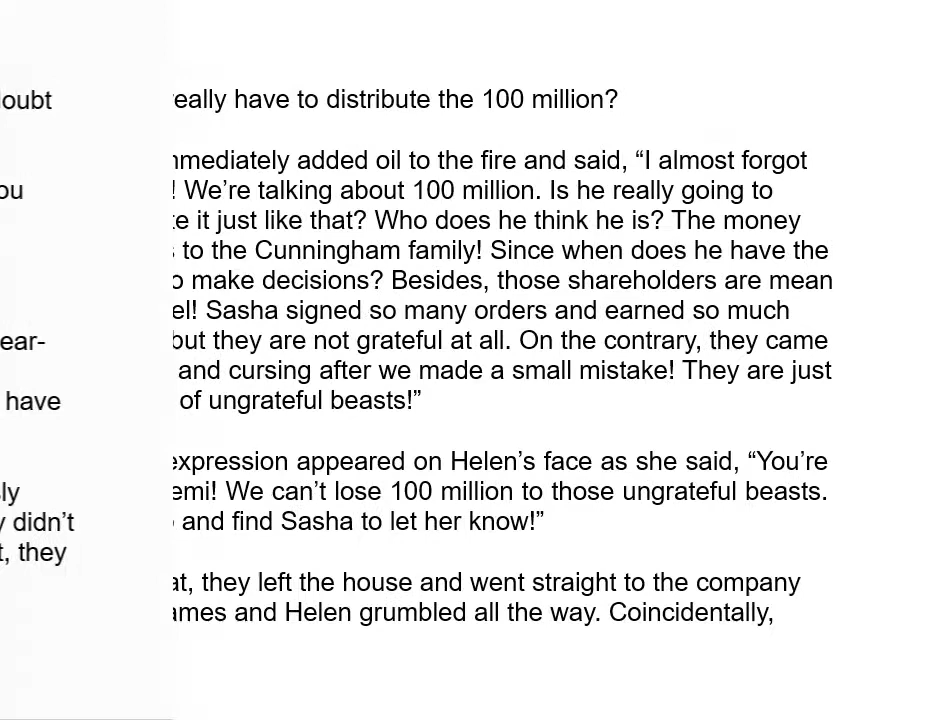 doubt
ou
ear-
have
ly
didn't
t, they
really have to distribute the 100 million?
immediately added oil to the fire and said, “I almost forgot
! We’re talking about 100 million. Is he really going to
it just like that? Who does he think he is? The money
to the Cunningham family! Since when does he have the
make decisions? Besides, those shareholders are mean
el! Sasha signed so many orders and earned so much
but they are not grateful at all. On the contrary, they came
and cursing after we made a small mistake! They are just
of ungrateful beasts!”
expression appeared on Helen’s face as she said, “You’re
emi! We can’t lose 100 million to those ungrateful beasts.
and find Sasha to let her know!”
at, they left the house and went straight to the company
ames and Helen grumbled all the way. Coincidentally,